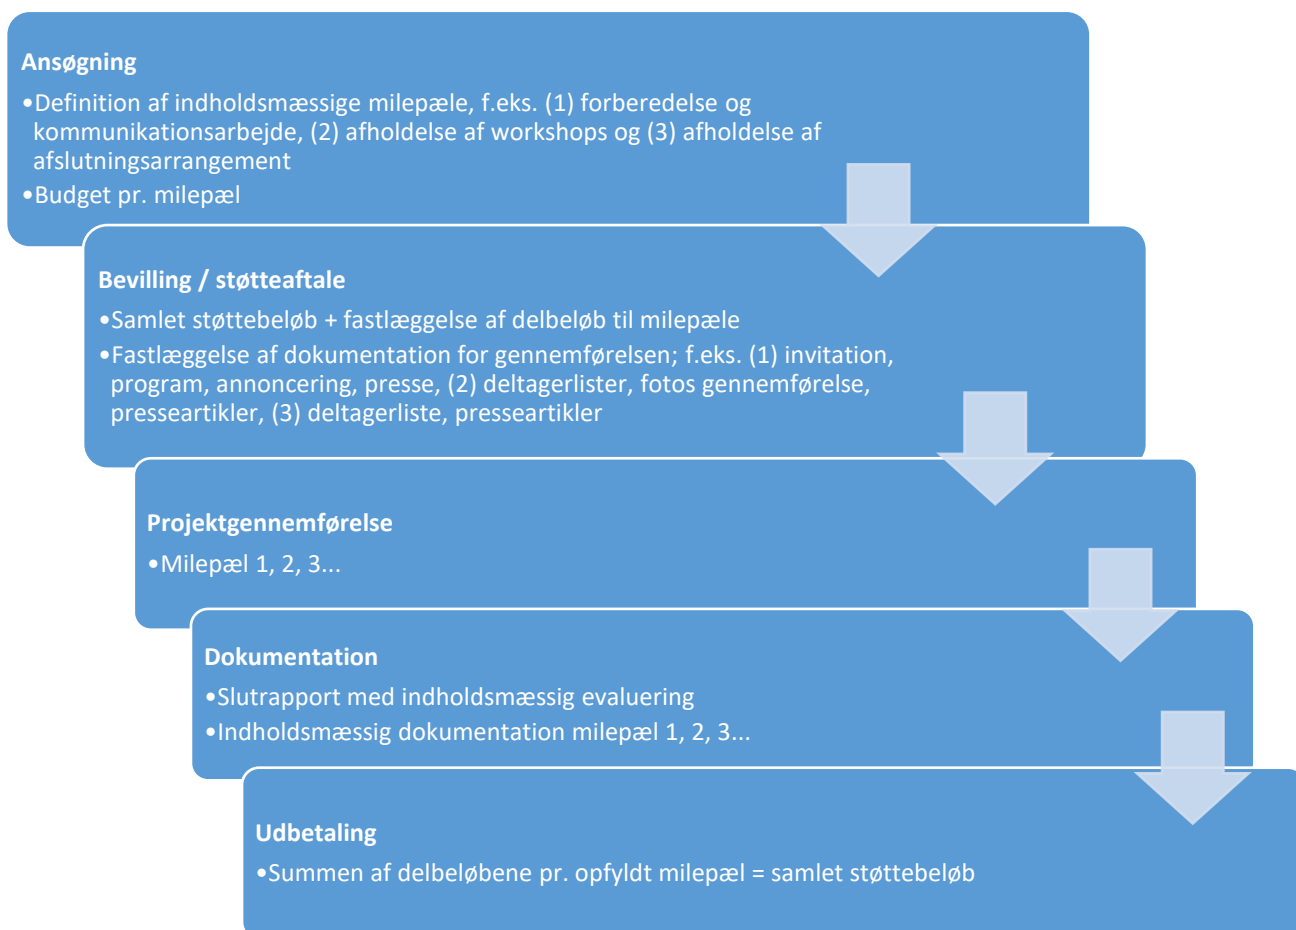 Ansøgning
•Definition af indholdsmæssige milepæle, f.eks. (1) forberedelse og
kommunikationsarbejde, (2) afholdelse af workshops og (3) afholdelse af
afslutningsarrangement
•Budget pr. milepæl
Bevilling / støtteaftale
•Samlet støttebeløb + fastlæggelse af delbeløb til milepæle
•Fastlæggelse af dokumentation for gennemførelsen; f.eks. (1) invitation,
program, annoncering, presse, (2) deltagerlister, fotos gennemførelse,
presseartikler, (3) deltagerliste, presseartikler
Projektgennemførelse
•Milepæl 1, 2, 3...
Dokumentation
•Slutrapport med indholdsmæssig evaluering
•Indholdsmæssig dokumentation milepæl 1, 2, 3...
Udbetaling
•Summen af delbeløbene pr. opfyldt milepæl = samlet støttebeløb